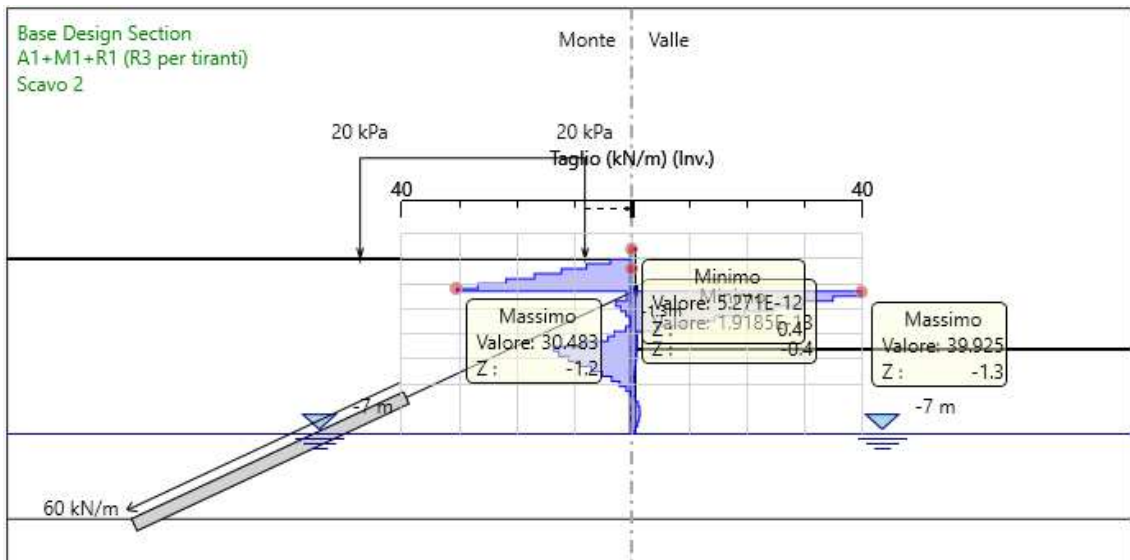 Base Design Section
A1+M1+R1 (R3 per tiranti)
Scavo 2
Monte
Valle
20 kPa
20 kPa
Taglio (kN/m) (Inv.)
40
40
Minimo
Valore: 5.271E-12
Z : 0.4
Z : -0.4
Massimo
Valore: 30.483
Z : -1.2
Massimo
Valore: 39.925
Z : -1.3
-7 m
-7 m
60 kN/m